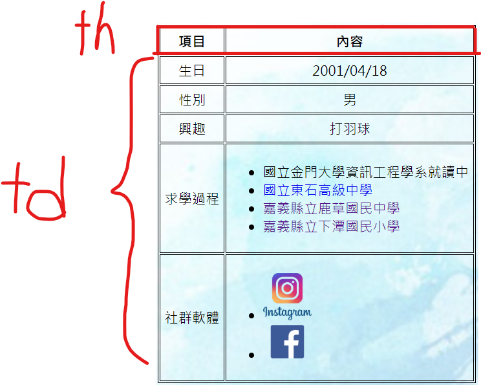 th
項目 內容
生日 2001/04/18
性別 男
興趣 打羽球
td
求學過程
國立金門大學資訊工程學系就讀中
國立東石高級中學
嘉義縣立鹿草國民中學
嘉義縣立下潭國民小學
社群軟體
Instagram